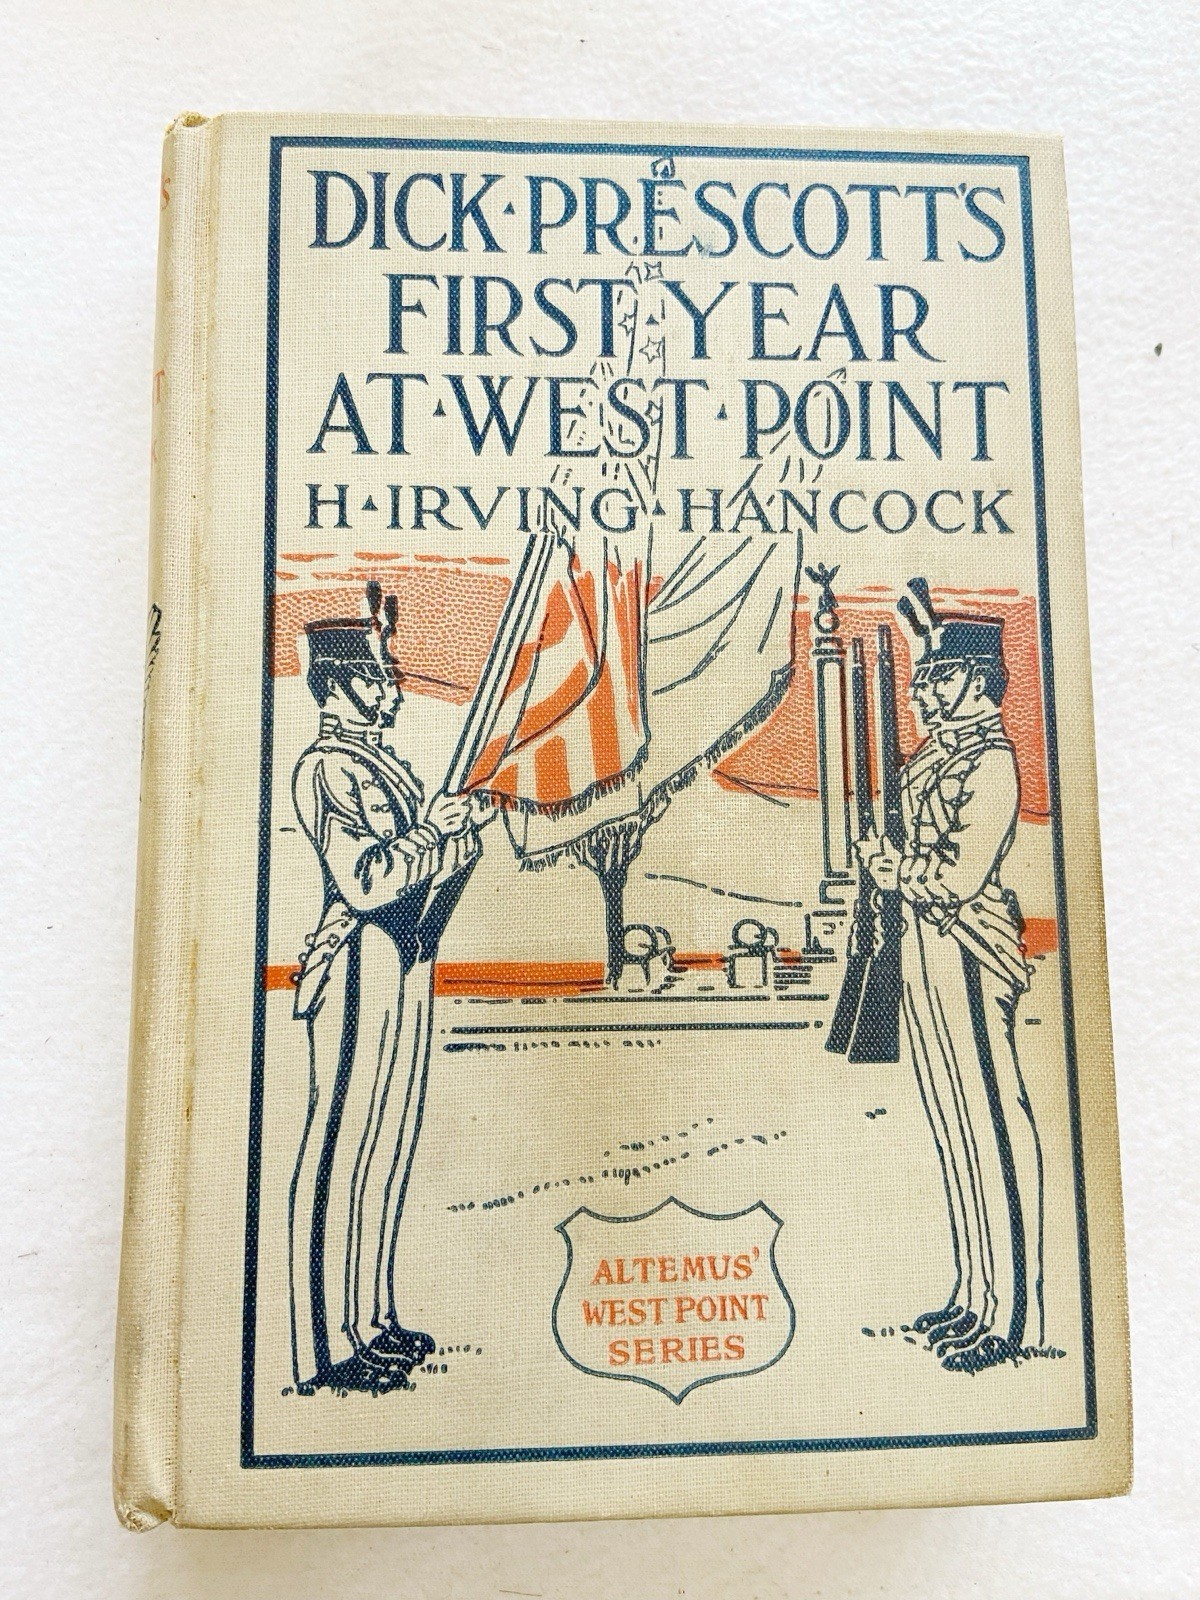 DICK ▴ PRESCOTT'S
FIRST ▴ YEAR
AT ▴ WEST ▴ POINT
H ▴ IRVING ▴ HANCOCK
ALTEMUS'
WEST POINT
SERIES